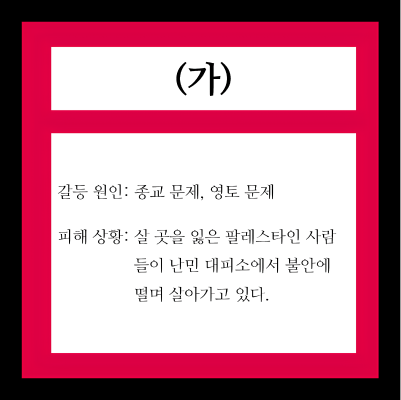 (가)
갈등 원인: 종교 문제, 영토 문제
피해 상황: 살 곳을 잃은 팔레스타인 사람
들이 난민 대피소에서 불안에
떨며 살아가고 있다.